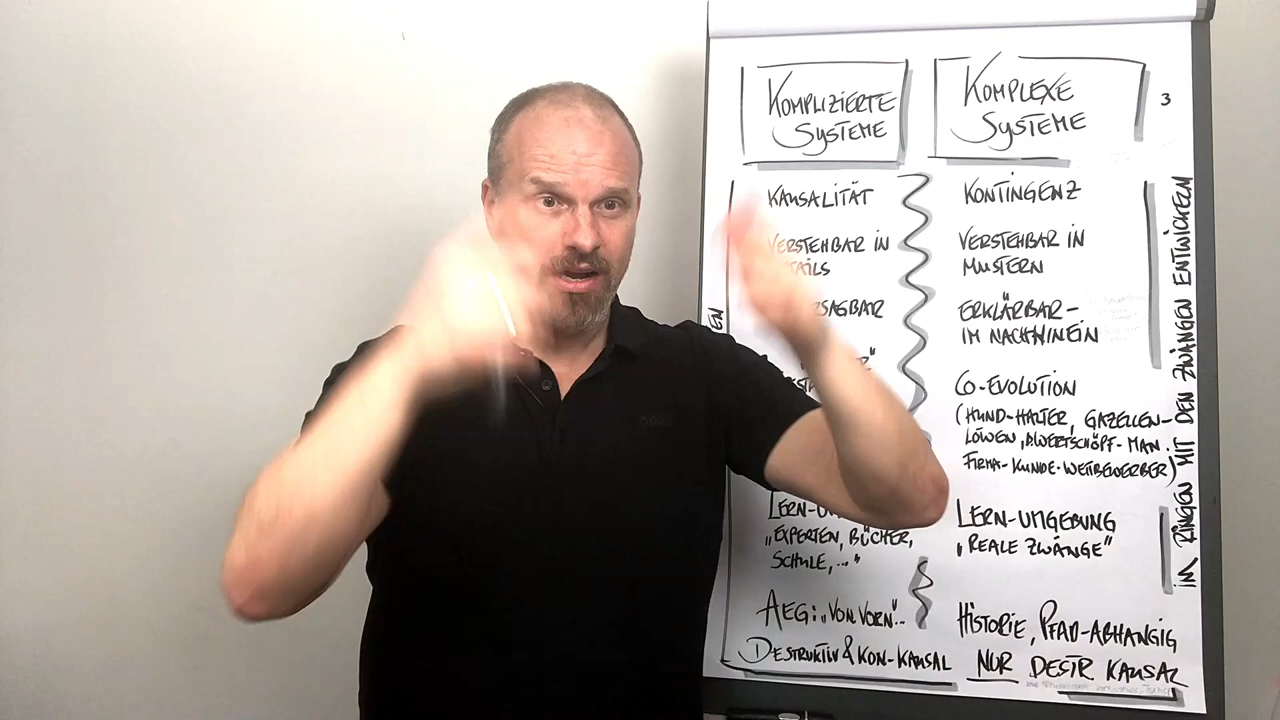 KOMPLIZIERTE
SYSTEME
KAUSALITÄT
VERSTEHBAR IN
AGBAR
LERN-
„EXPERTEN, BÜCHER,
SCHULE, ..."
AEG: „VON VORN"..
DESTRUKTIV & KON-KAUSAL
KOMPLEXE
SYSTEME
3
KONTINGENZ
VERSTEHBAR IN
MUSTERN
ERKLÄRBAR -
IM NACHHINEIN
CO-EVOLUTION
(HUND-HALTER, GAZELLEN-
LÖWEN, WERTSCHÖPF-MAN.
FIRMA-KUNDE-WETTBEWERBER)
LERN-UMGEBUNG
„REALE ZWÄNGE"
HISTORIE, PFAD-ABHÄNGIG
NUR DESTR KAUSAL
IM RINGEN MIT DEN ZWÄNGEN ENTWICKELN